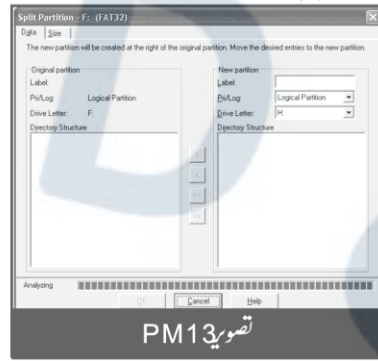 Split Partition - F: (FAT32)
Data Size
The new partition will be created at the right of the original partition. Move the desired entries to the new partition.
Original partition
Label:
Pri/Log: Logical Partition
Drive Letter: F:
Directory Structure
New partition
Label:
Pri/Log: Logical Partition
Drive Letter: H:
Directory Structure
>
<
>>
<<
Analyzing
OK Cancel Help
تصویر PM13